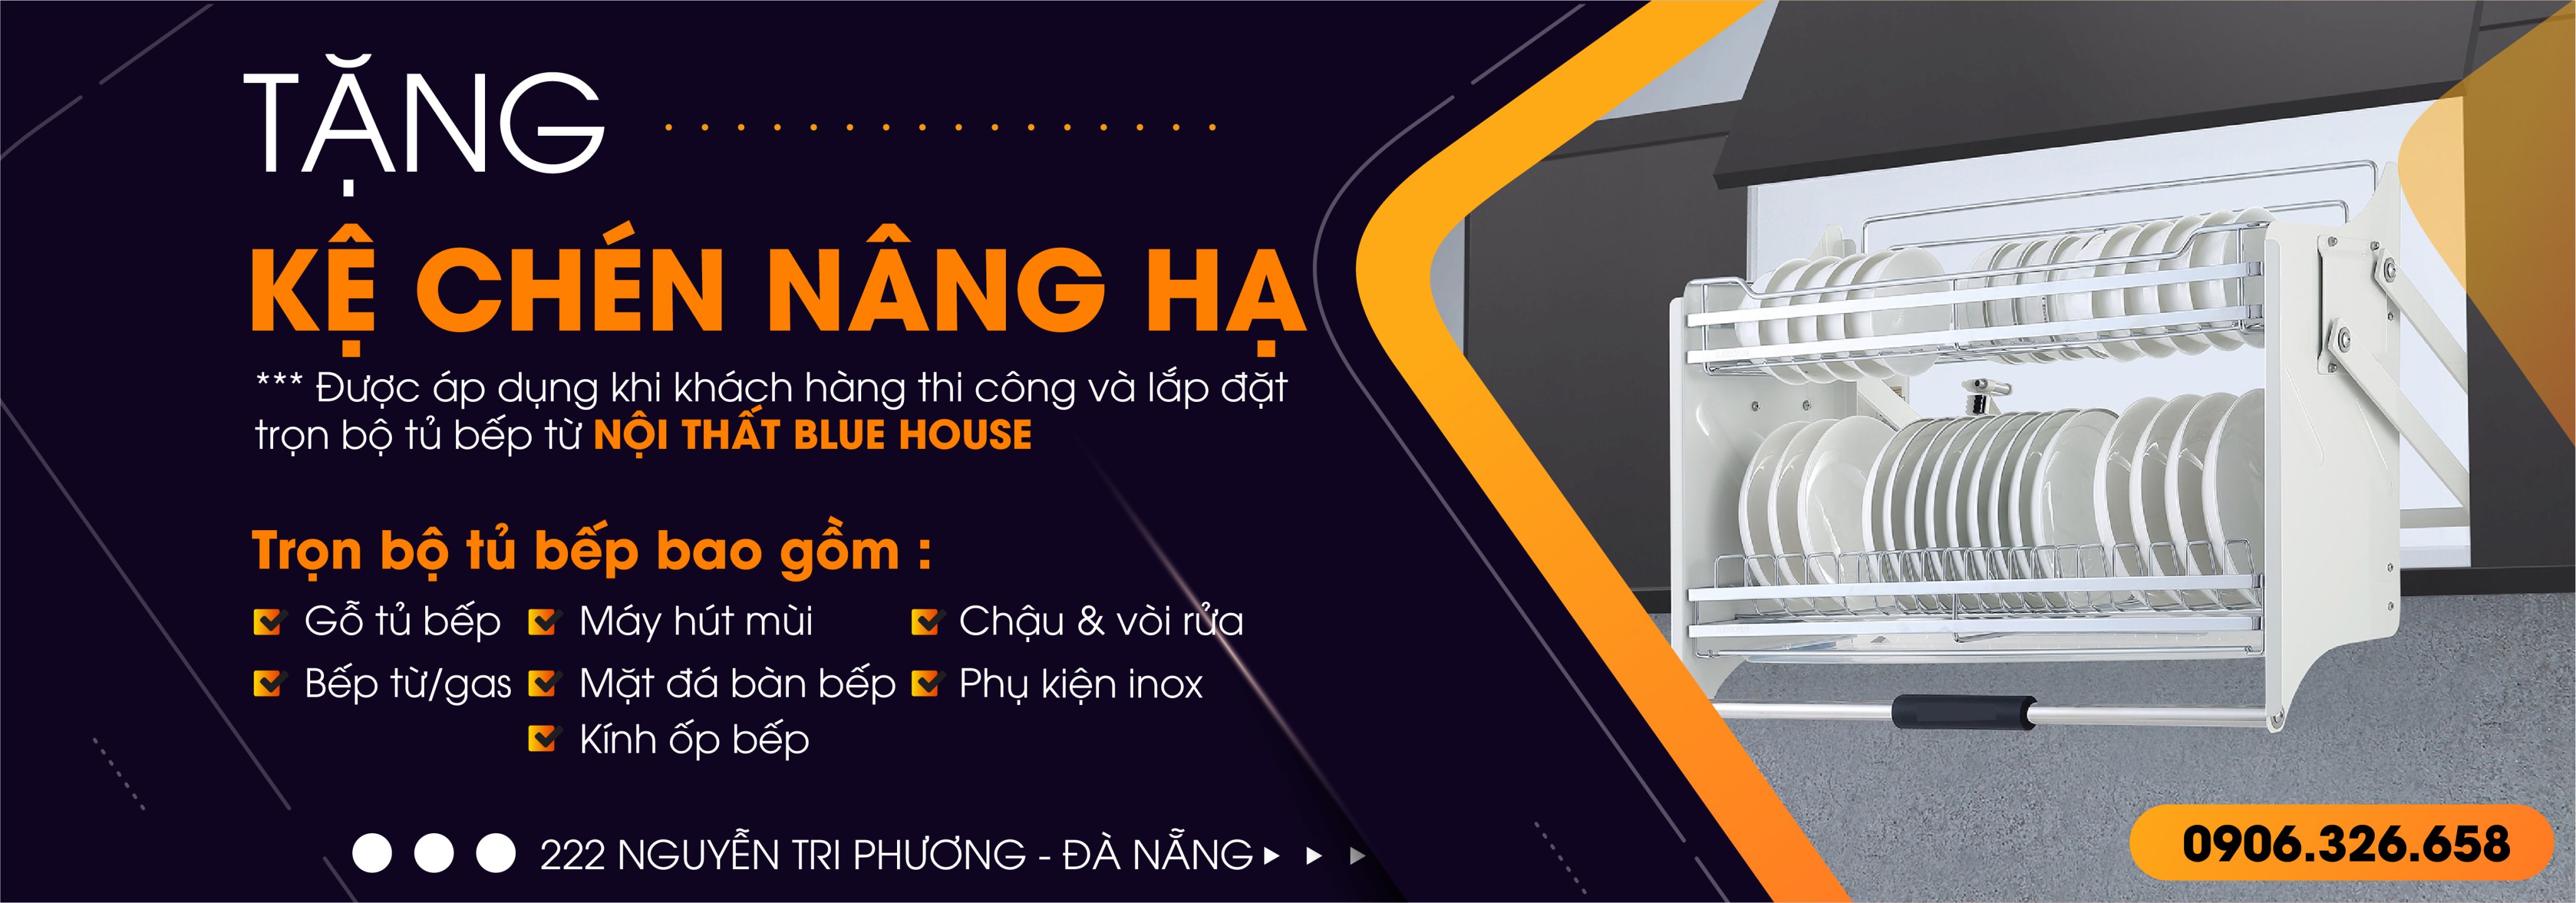 TẶNG
KỆ CHÉN NÂNG HẠ
*** Được áp dụng khi khách hàng thi công và lắp đặt
trọn bộ tủ bếp từ NỘI THẤT BLUE HOUSE
Trọn bộ tủ bếp bao gồm :
Gỗ tủ bếp Máy hút mùi Chậu & vòi rửa
Bếp từ/gas Mặt đá bàn bếp Phụ kiện inox
Kính ốp bếp
222 NGUYỄN TRI PHƯƠNG - ĐÀ NẴNG
0906.326.658